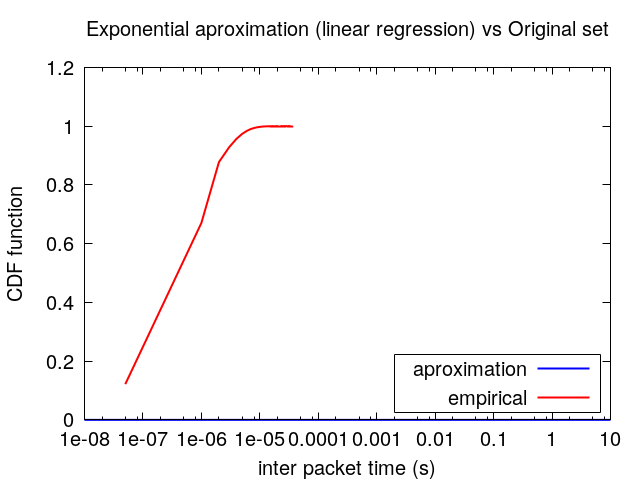 Exponential aproximation (linear regression) vs Original set
1.2
1
0.8
0.6
0.4
0.2
0
CDF function
aproximation
empirical
1e-08 1e-07 1e-06 1e-05 0.0001 0.001 0.01 0.1 1 10
inter packet time (s)